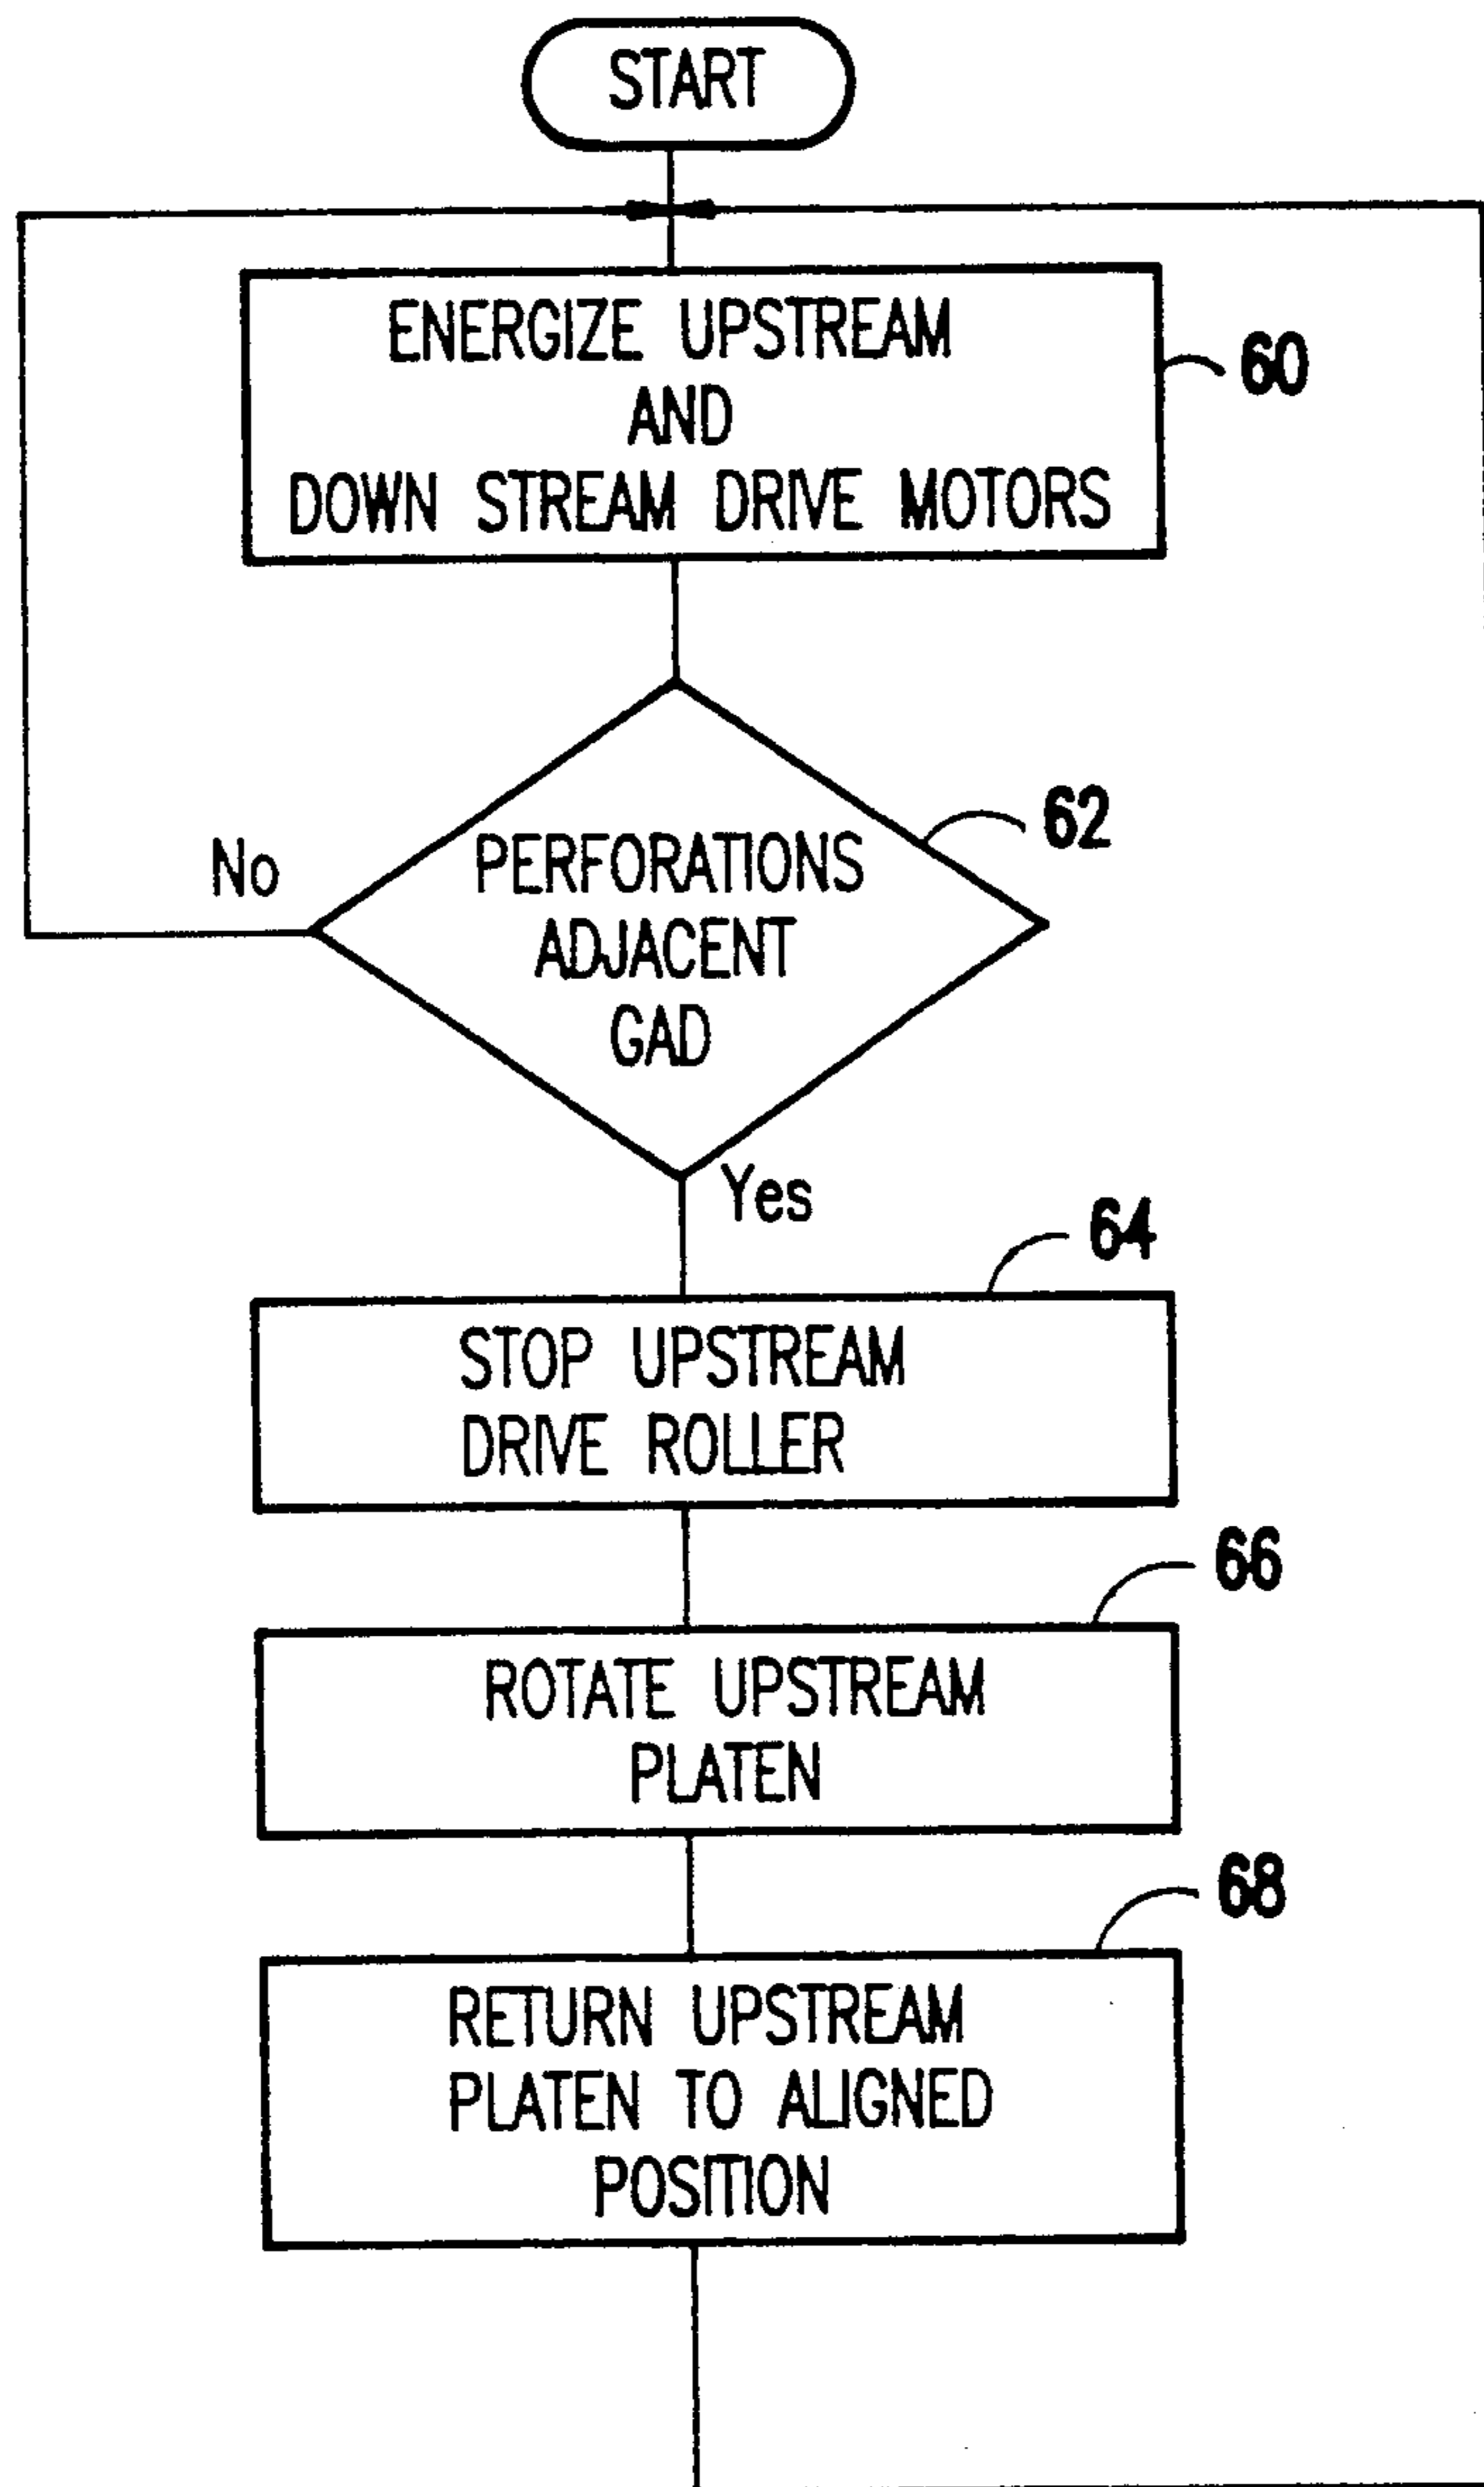 START
ENERGIZE UPSTREAM
AND
DOWN STREAM DRIVE MOTORS
60
PERFORATIONS
ADJACENT
GAD
62
No
Yes
64
STOP UPSTREAM
DRIVE ROLLER
66
ROTATE UPSTREAM
PLATEN
68
RETURN UPSTREAM
PLATEN TO ALIGNED
POSITION